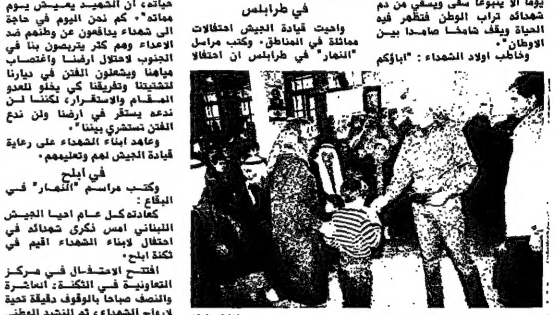 يوما الا ينبوعا سقى ويسقي من دم
شهدائه تراب الوطن فتظهر فيه
الحياة ويقف شامخا صامدا بين
الاوطان".
وخاطب اولاد الشهداء : "اباؤكم
في طرابلس
واحيت قيادة الجيش احتفالات
مماثلة في المناطق. وكتب مراسل
"النهار" في طرابلس ان احتفالا
حياته، ان الشهيد يعيش يوم
مماته". كم نحن اليوم في حاجة
الى شهداء يدافعون عن وطنهم ضد
الاعداء وهم كثر يتربصون بنا في
الجنوب لاحتلال ارضنا واغتصاب
مياهنا ويشعلون الفتن في ديارنا
لتشتيتنا وتفريقنا كي يخلو للعدو
المقام والاستقرار، لكننا لن
ندعه يستقر في ارضنا ولن ندع
الفتن تستشري بيننا".
وعاهد ابناء الشهداء على رعاية
قيادة الجيش لهم وتعليمهم.
في ابلح
وكتب مراسم "النهار" في
البقاع :
كعادته كل عام احيا الجيش
اللبناني امس ذكرى شهدائه في
احتفال لابناء الشهداء اقيم في
ثكنة ابلح.
افتتح الاحتفال في مركز
التعاونية في الثكنة، العاشرة
والنصف صباحا بالوقوف دقيقة تحية
لارواح الشهداء، ثم النشيد الوطني